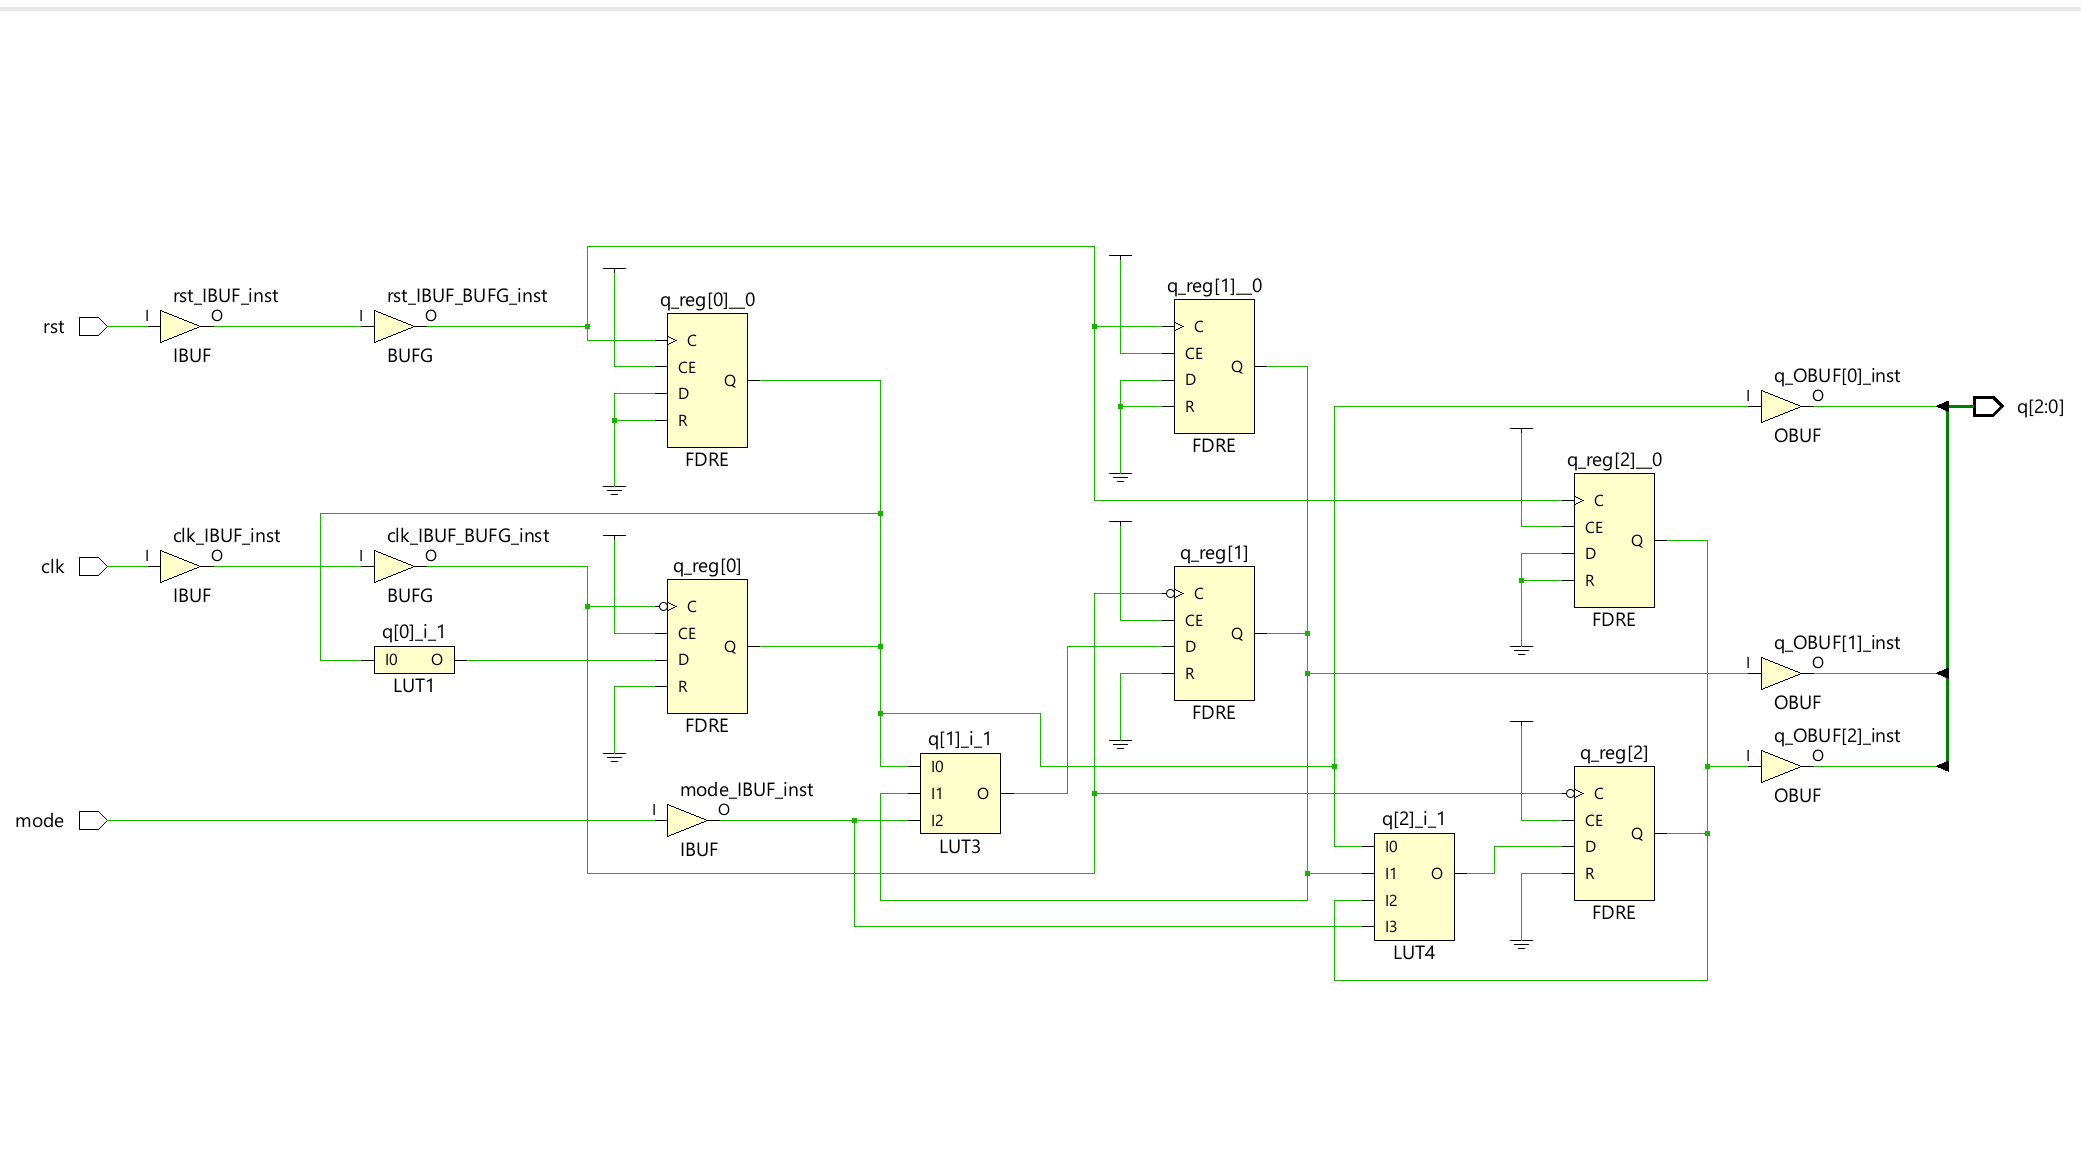 rst
I
rst_IBUF_inst
O
IBUF
I
rst_IBUF_BUFG_inst
O
BUFG
q_reg[0]__0
C
CE
D
R
Q
FDRE
q_reg[1]__0
C
CE
D
R
Q
FDRE
I
q_OBUF[0]_inst
O
OBUF
q[2:0]
q_reg[2]__0
C
CE
D
R
Q
FDRE
clk
I
clk_IBUF_inst
O
IBUF
I
clk_IBUF_BUFG_inst
O
BUFG
q[0]_i_1
I0
O
LUT1
q_reg[0]
C
CE
D
R
Q
FDRE
q_reg[1]
C
CE
D
R
Q
FDRE
I
q_OBUF[1]_inst
O
OBUF
I
q_OBUF[2]_inst
O
OBUF
mode
I
mode_IBUF_inst
O
IBUF
q[1]_i_1
I0
I1
I2
O
LUT3
q[2]_i_1
I0
I1
I2
I3
O
LUT4
q_reg[2]
C
CE
D
R
Q
FDRE